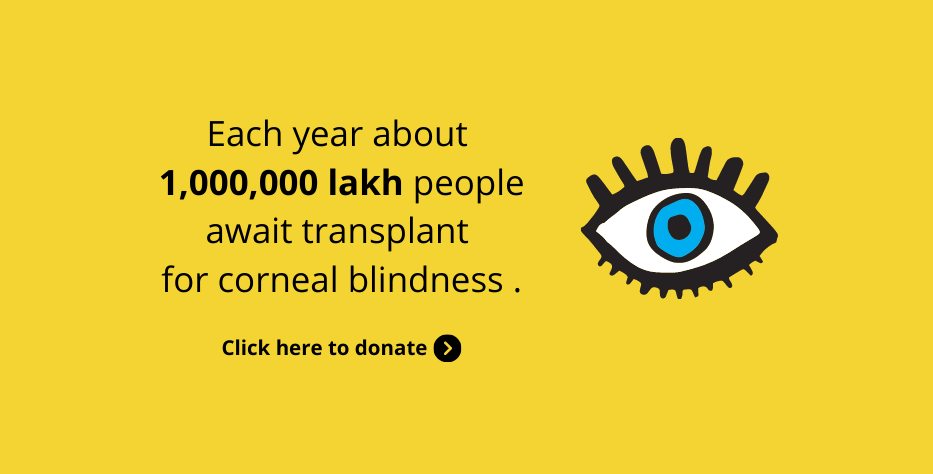 Each year about
1,000,000 lakh people
await transplant
for corneal blindness .
Click here to donate